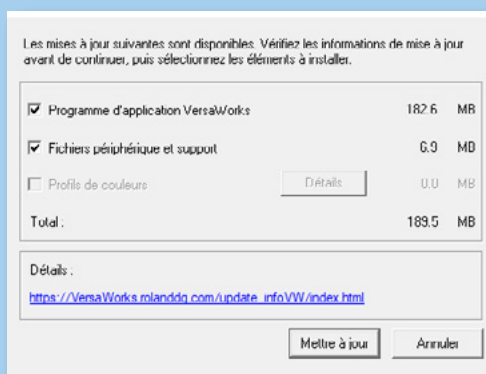 Les mises à jour suivantes sont disponibles. Vérifiez les informations de mise à jour
avant de continuer, puis sélectionnez les éléments à installer.
Programme d'application VersaWorks 182.6 MB
Fichiers périphérique et support 6.9 MB
Profils de couleurs Détails 0.0 MB
Total : 189.5 MB
Détails :
https://VersaWorks.rolanddg.com/update_infoVW/index.html
Mettre à jour Annuler